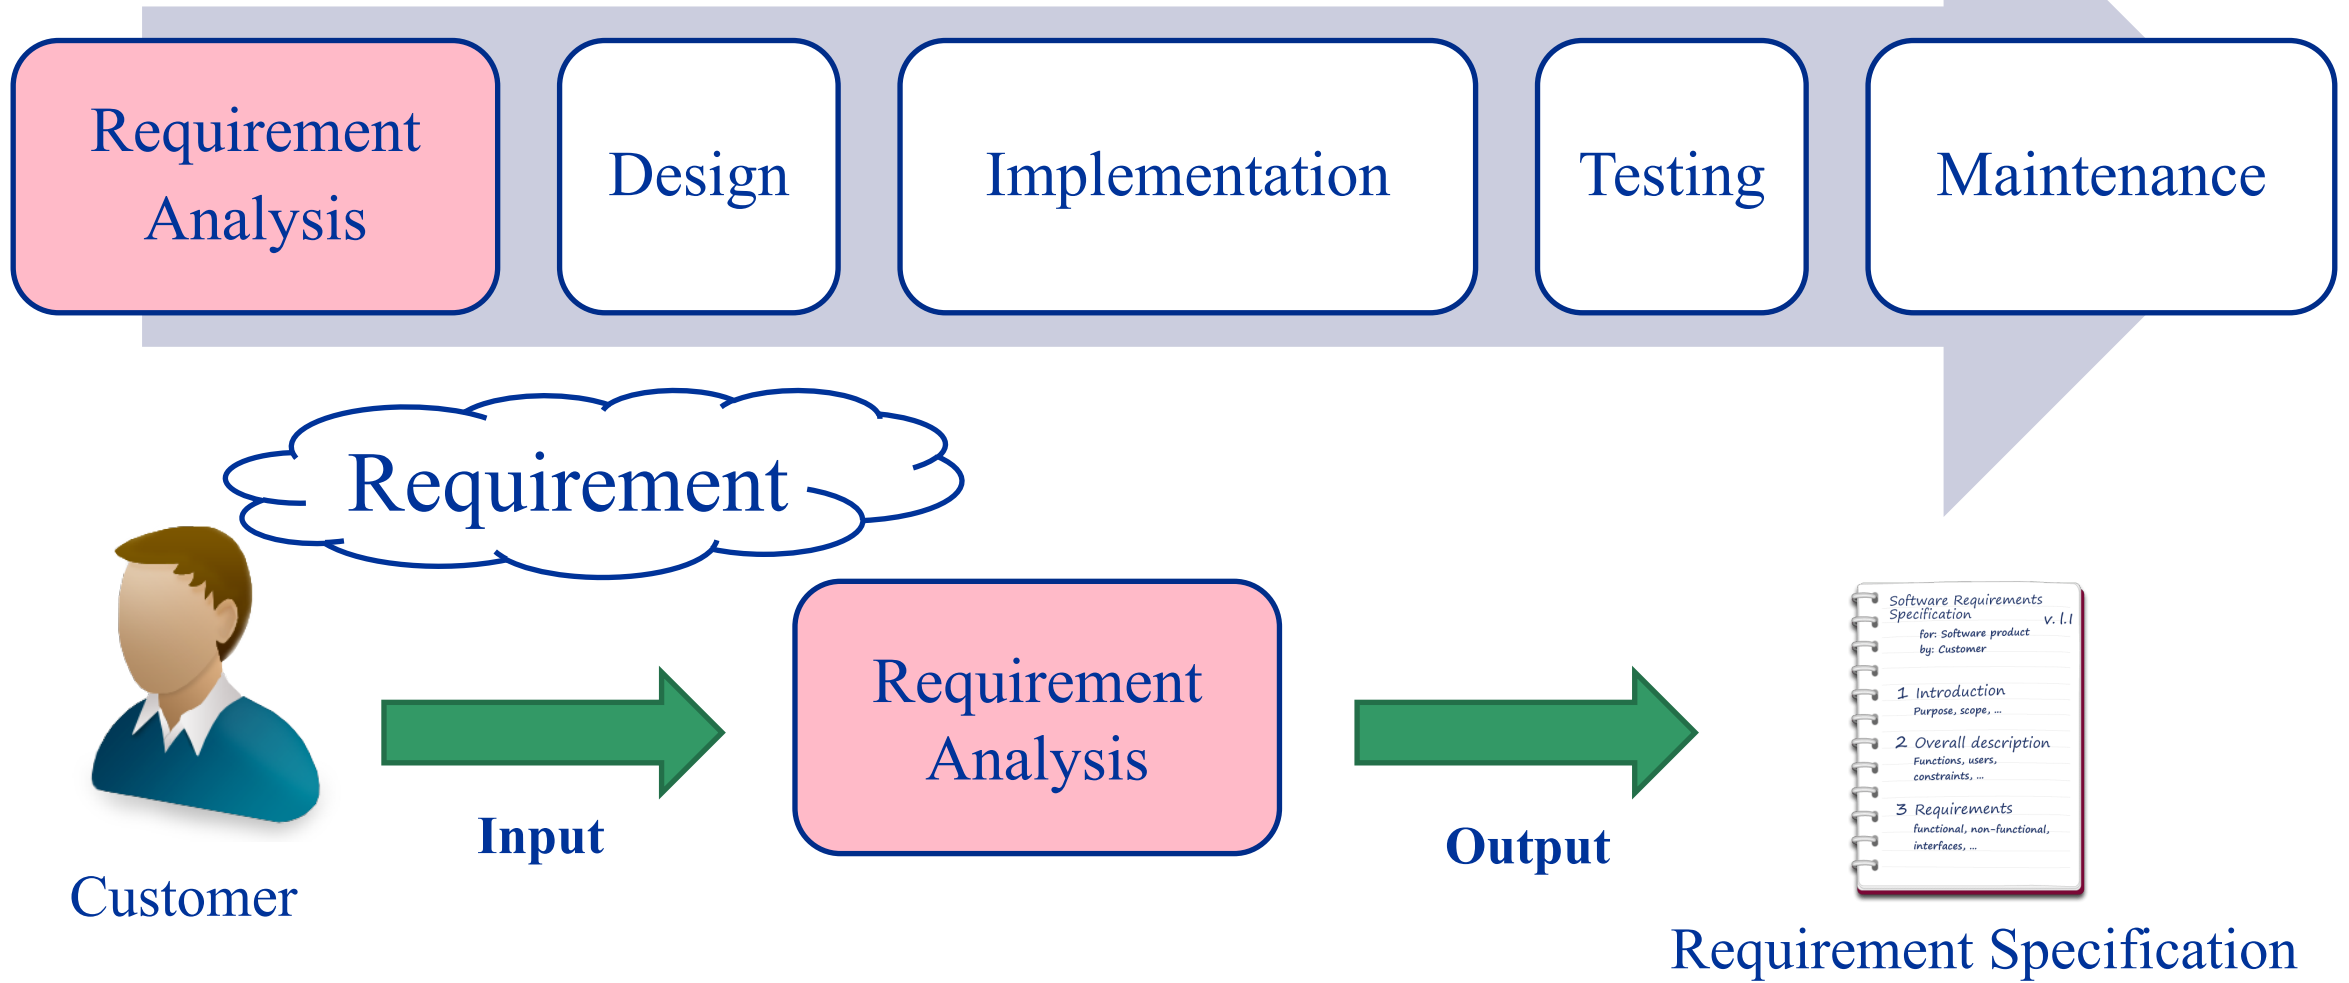 Requirement
Analysis
Design
Implementation
Testing
Maintenance
Requirement
Customer
Input
Requirement
Analysis
Output
Software Requirements
Specification
v. 1.1
for: Software product
by: Customer
1 Introduction
Purpose, scope, ...
2 Overall description
Functions, users,
constraints, ...
3 Requirements
functional, non-functional,
interfaces, ...
Requirement Specification